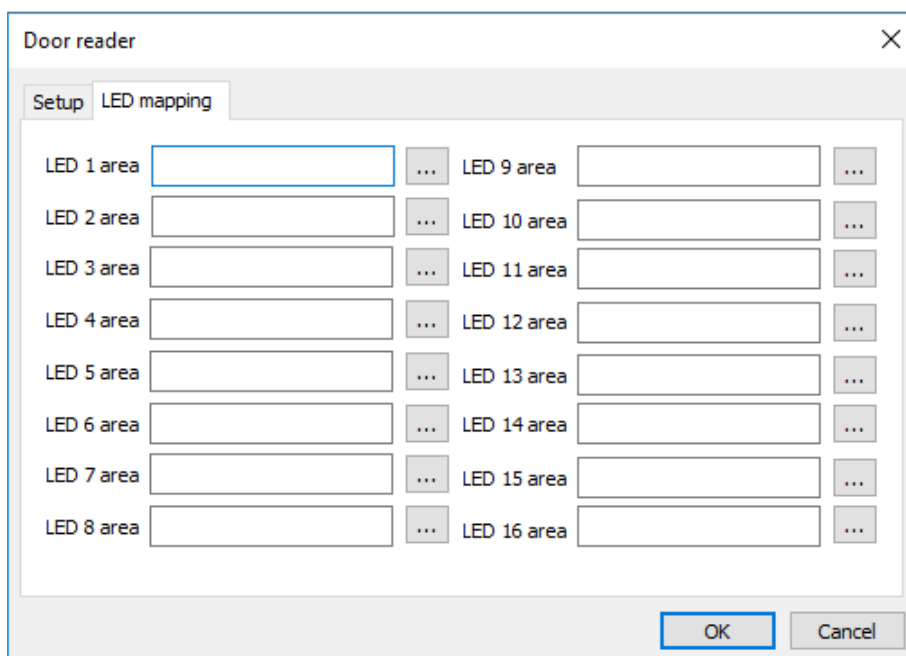 Door reader
Setup LED mapping
LED 1 area ... LED 9 area ...
LED 2 area ... LED 10 area ...
LED 3 area ... LED 11 area ...
LED 4 area ... LED 12 area ...
LED 5 area ... LED 13 area ...
LED 6 area ... LED 14 area ...
LED 7 area ... LED 15 area ...
LED 8 area ... LED 16 area ...
OK Cancel